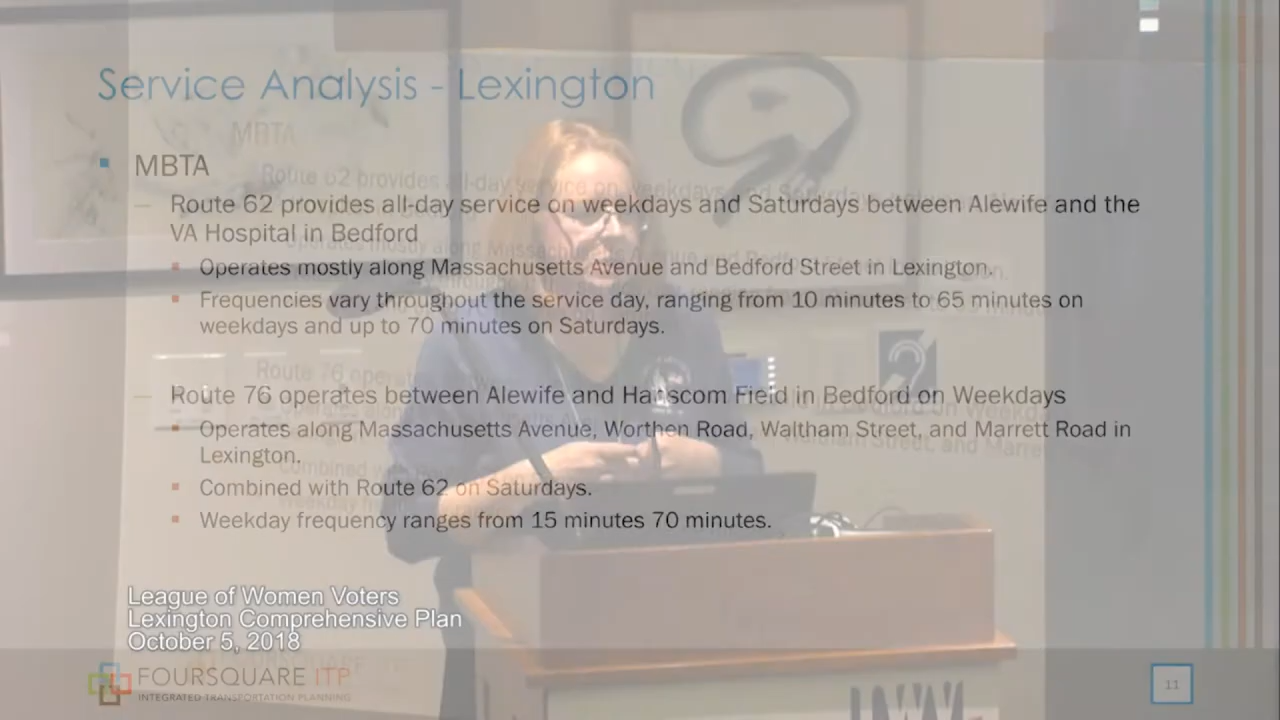 Service Analysis - Lexington
MBTA
Route 62 provides all-day service on weekdays and Saturdays between Alewife and the
VA Hospital in Bedford
Operates mostly along Massachusetts Avenue and Bedford Street in Lexington.
Frequencies vary throughout the service day, ranging from 10 minutes to 65 minutes on
weekdays and up to 70 minutes on Saturdays.
Route 76 operates between Alewife and Hanscom Field in Bedford on Weekdays
Operates along Massachusetts Avenue, Worthen Road, Waltham Street, and Marrett Road in
Lexington.
Combined with Route 62 on Saturdays.
Weekday frequency ranges from 15 minutes 70 minutes.
League of Women Voters
Lexington Comprehensive Plan
October 5, 2018
FOURSQUARE ITP
INTEGRATED TRANSPORTATION PLANNING
11